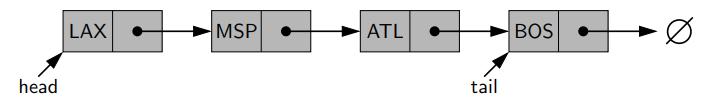 LAX MSP ATL BOS ∅
head tail